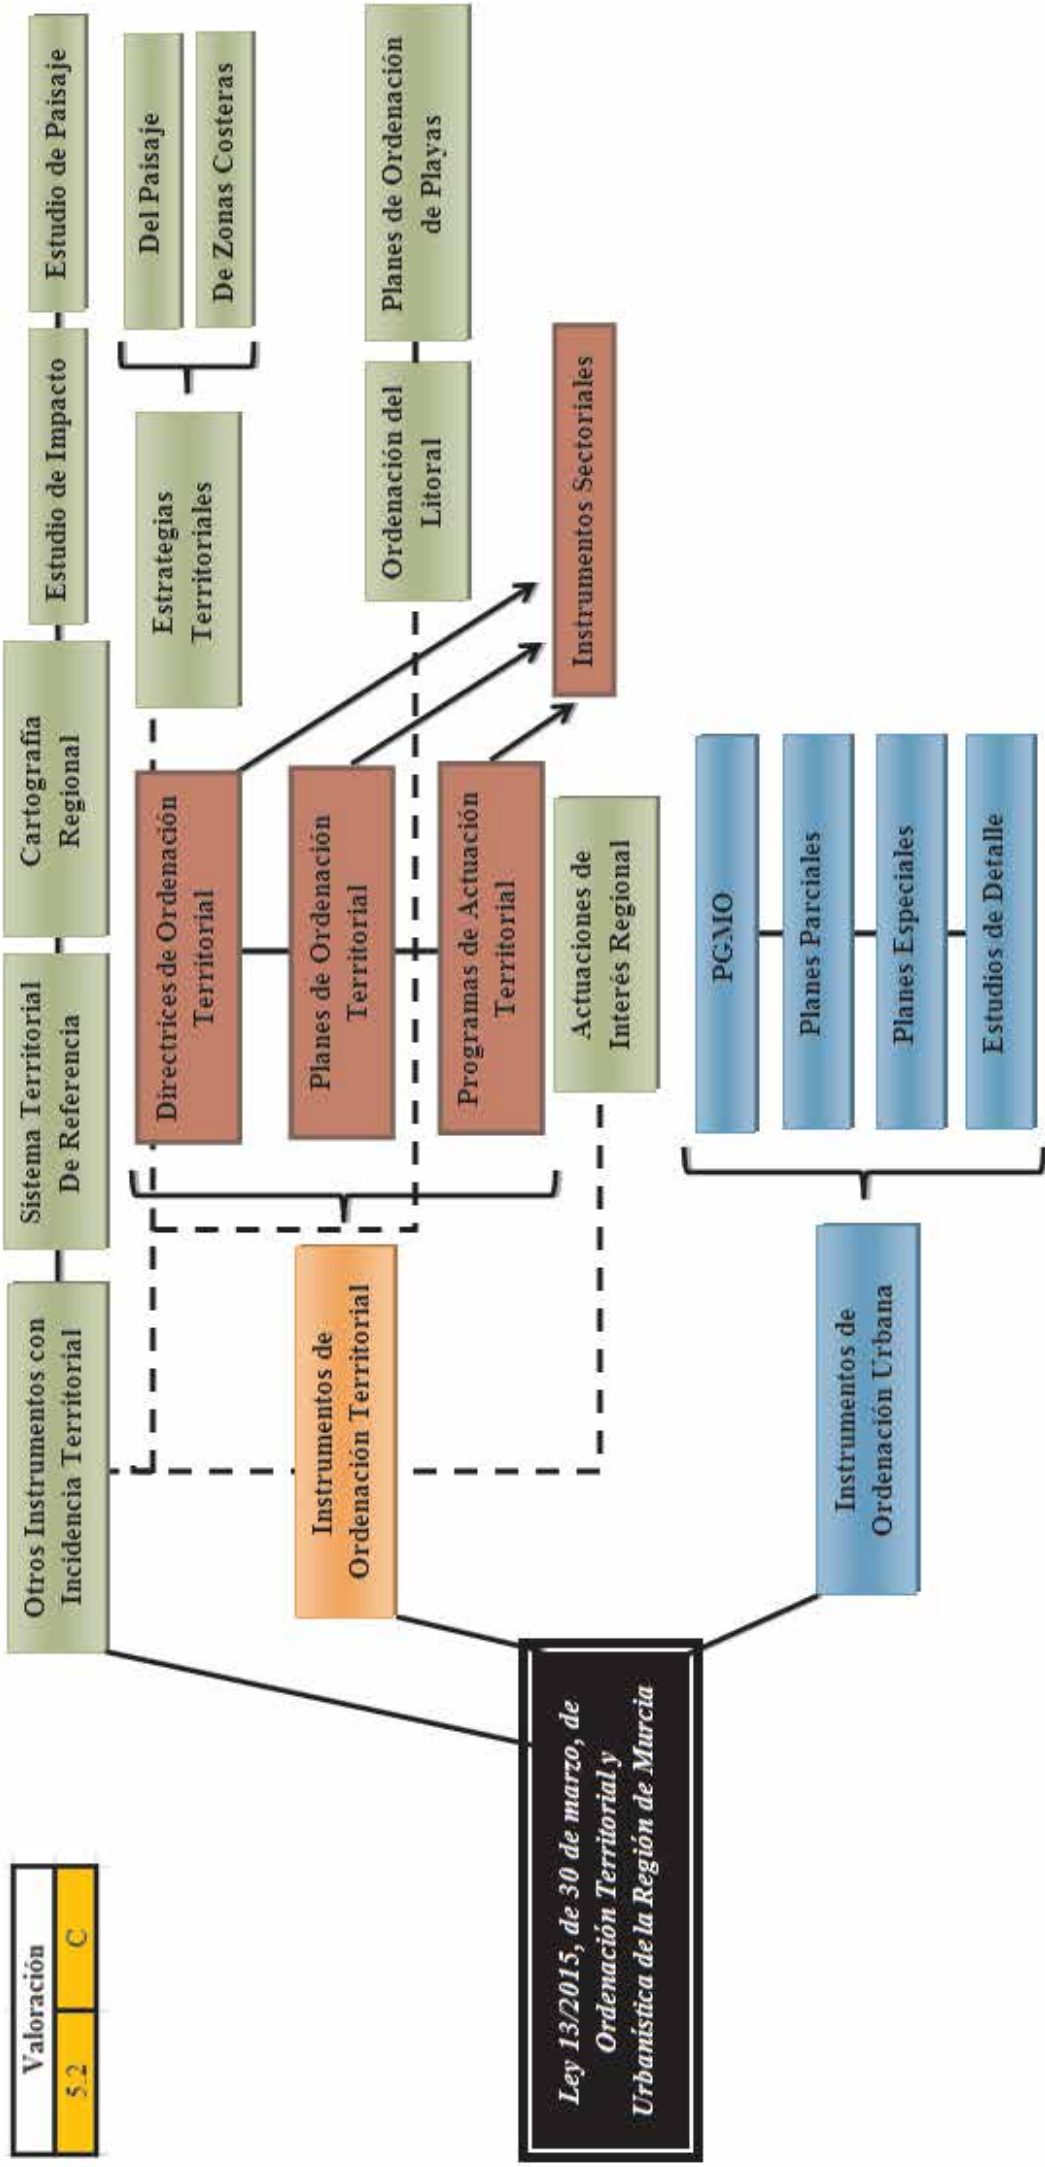 Valoración
5.2 C
Ley 13/2015, de 30 de marzo, de
Ordenación Territorial y
Urbanística de la Región de Murcia
Otros Instrumentos con
Incidencia Territorial
Sistema Territorial
De Referencia
Cartografía
Regional
Estudio de Impacto
Estudio de Paisaje
Estrategias
Territoriales
Del Paisaje
De Zonas Costeras
Ordenación del
Litoral
Planes de Ordenación
de Playas
Instrumentos de
Ordenación Territorial
Directrices de Ordenación
Territorial
Planes de Ordenación
Territorial
Programas de Actuación
Territorial
Instrumentos Sectoriales
Actuaciones de
Interés Regional
Instrumentos de
Ordenación Urbana
PGMO
Planes Parciales
Planes Especiales
Estudios de Detalle